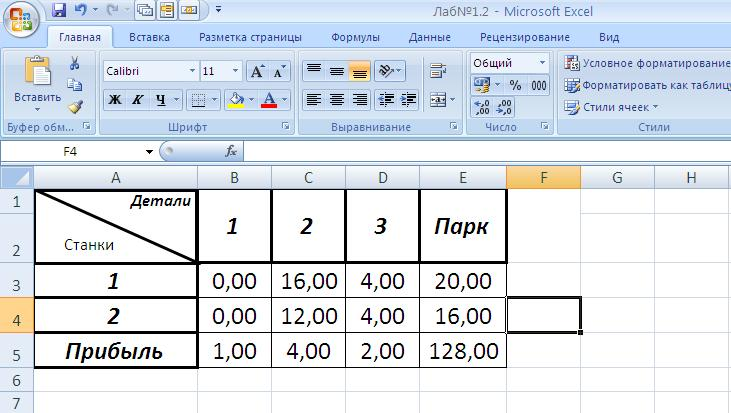 Лаб№1.2 - Microsoft Excel
Главная Вставка Разметка страницы Формулы Данные Рецензирование Вид
Вставить
Calibri 11
Ж К Ч
Общий
% 000
Условное форматирование
Форматировать как таблицу
Стили ячеек
Буфер обм... Шрифт Выравнивание Число Стили
F4 fx
A B C D E F G H
1 Детали 1 2 3 Парк
2 Станки
3 1 0,00 16,00 4,00 20,00
4 2 0,00 12,00 4,00 16,00
5 Прибыль 1,00 4,00 2,00 128,00
6
7